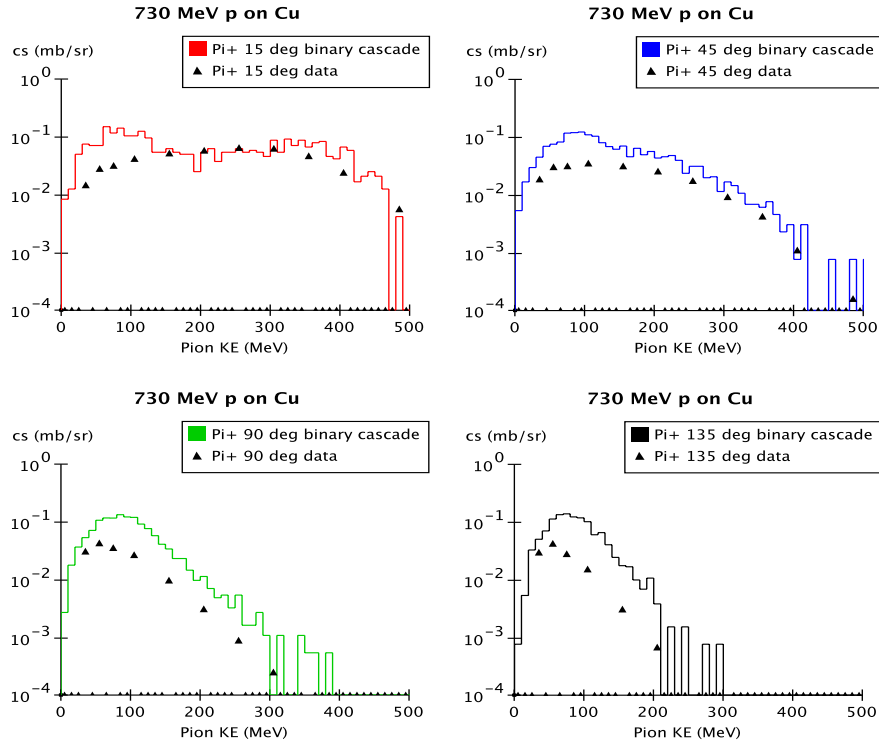 730 MeV p on Cu
cs (mb/sr)
Pi+ 15 deg binary cascade
Pi+ 15 deg data
10^0
10^-1
10^-2
10^-3
10^-4
0 100 200 300 400 500
Pion KE (MeV)
730 MeV p on Cu
cs (mb/sr)
Pi+ 45 deg binary cascade
Pi+ 45 deg data
10^0
10^-1
10^-2
10^-3
10^-4
0 100 200 300 400 500
Pion KE (MeV)
730 MeV p on Cu
cs (mb/sr)
Pi+ 90 deg binary cascade
Pi+ 90 deg data
10^0
10^-1
10^-2
10^-3
10^-4
0 100 200 300 400 500
Pion KE (MeV)
730 MeV p on Cu
cs (mb/sr)
Pi+ 135 deg binary cascade
Pi+ 135 deg data
10^0
10^-1
10^-2
10^-3
10^-4
0 100 200 300 400 500
Pion KE (MeV)